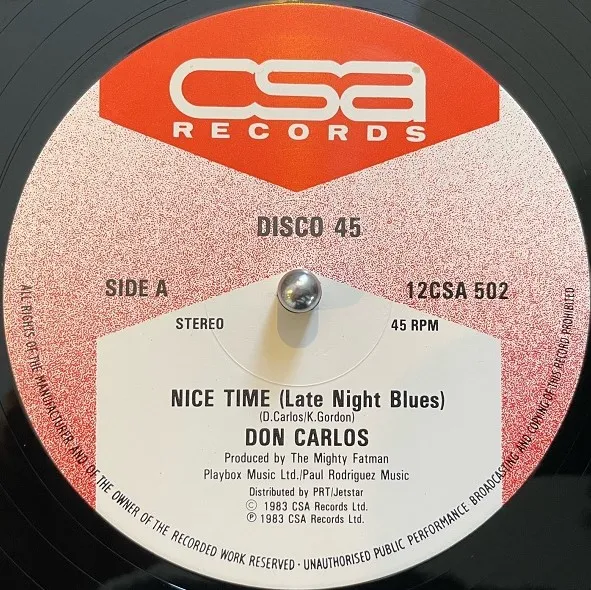 csa
RECORDS
DISCO 45
SIDE A
12CSA 502
STEREO
45 RPM
NICE TIME (Late Night Blues)
(D.Carlos/K.Gordon)
DON CARLOS
Produced by The Mighty Fatman
Playbox Music Ltd./Paul Rodriguez Music
Distributed by PRT/Jetstar
© 1983 CSA Records Ltd.
℗ 1983 CSA Records Ltd.
ALL RIGHTS OF THE MANUFACTURER AND OF THE OWNER OF THE RECORDED WORK RESERVED · UNAUTHORISED PUBLIC PERFORMANCE BROADCASTING AND COPYING OF THIS RECORD PROHIBITED